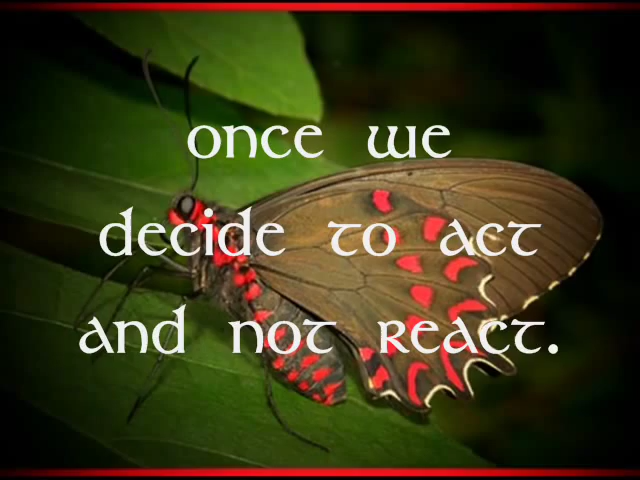 once we
decide to act
and not react.